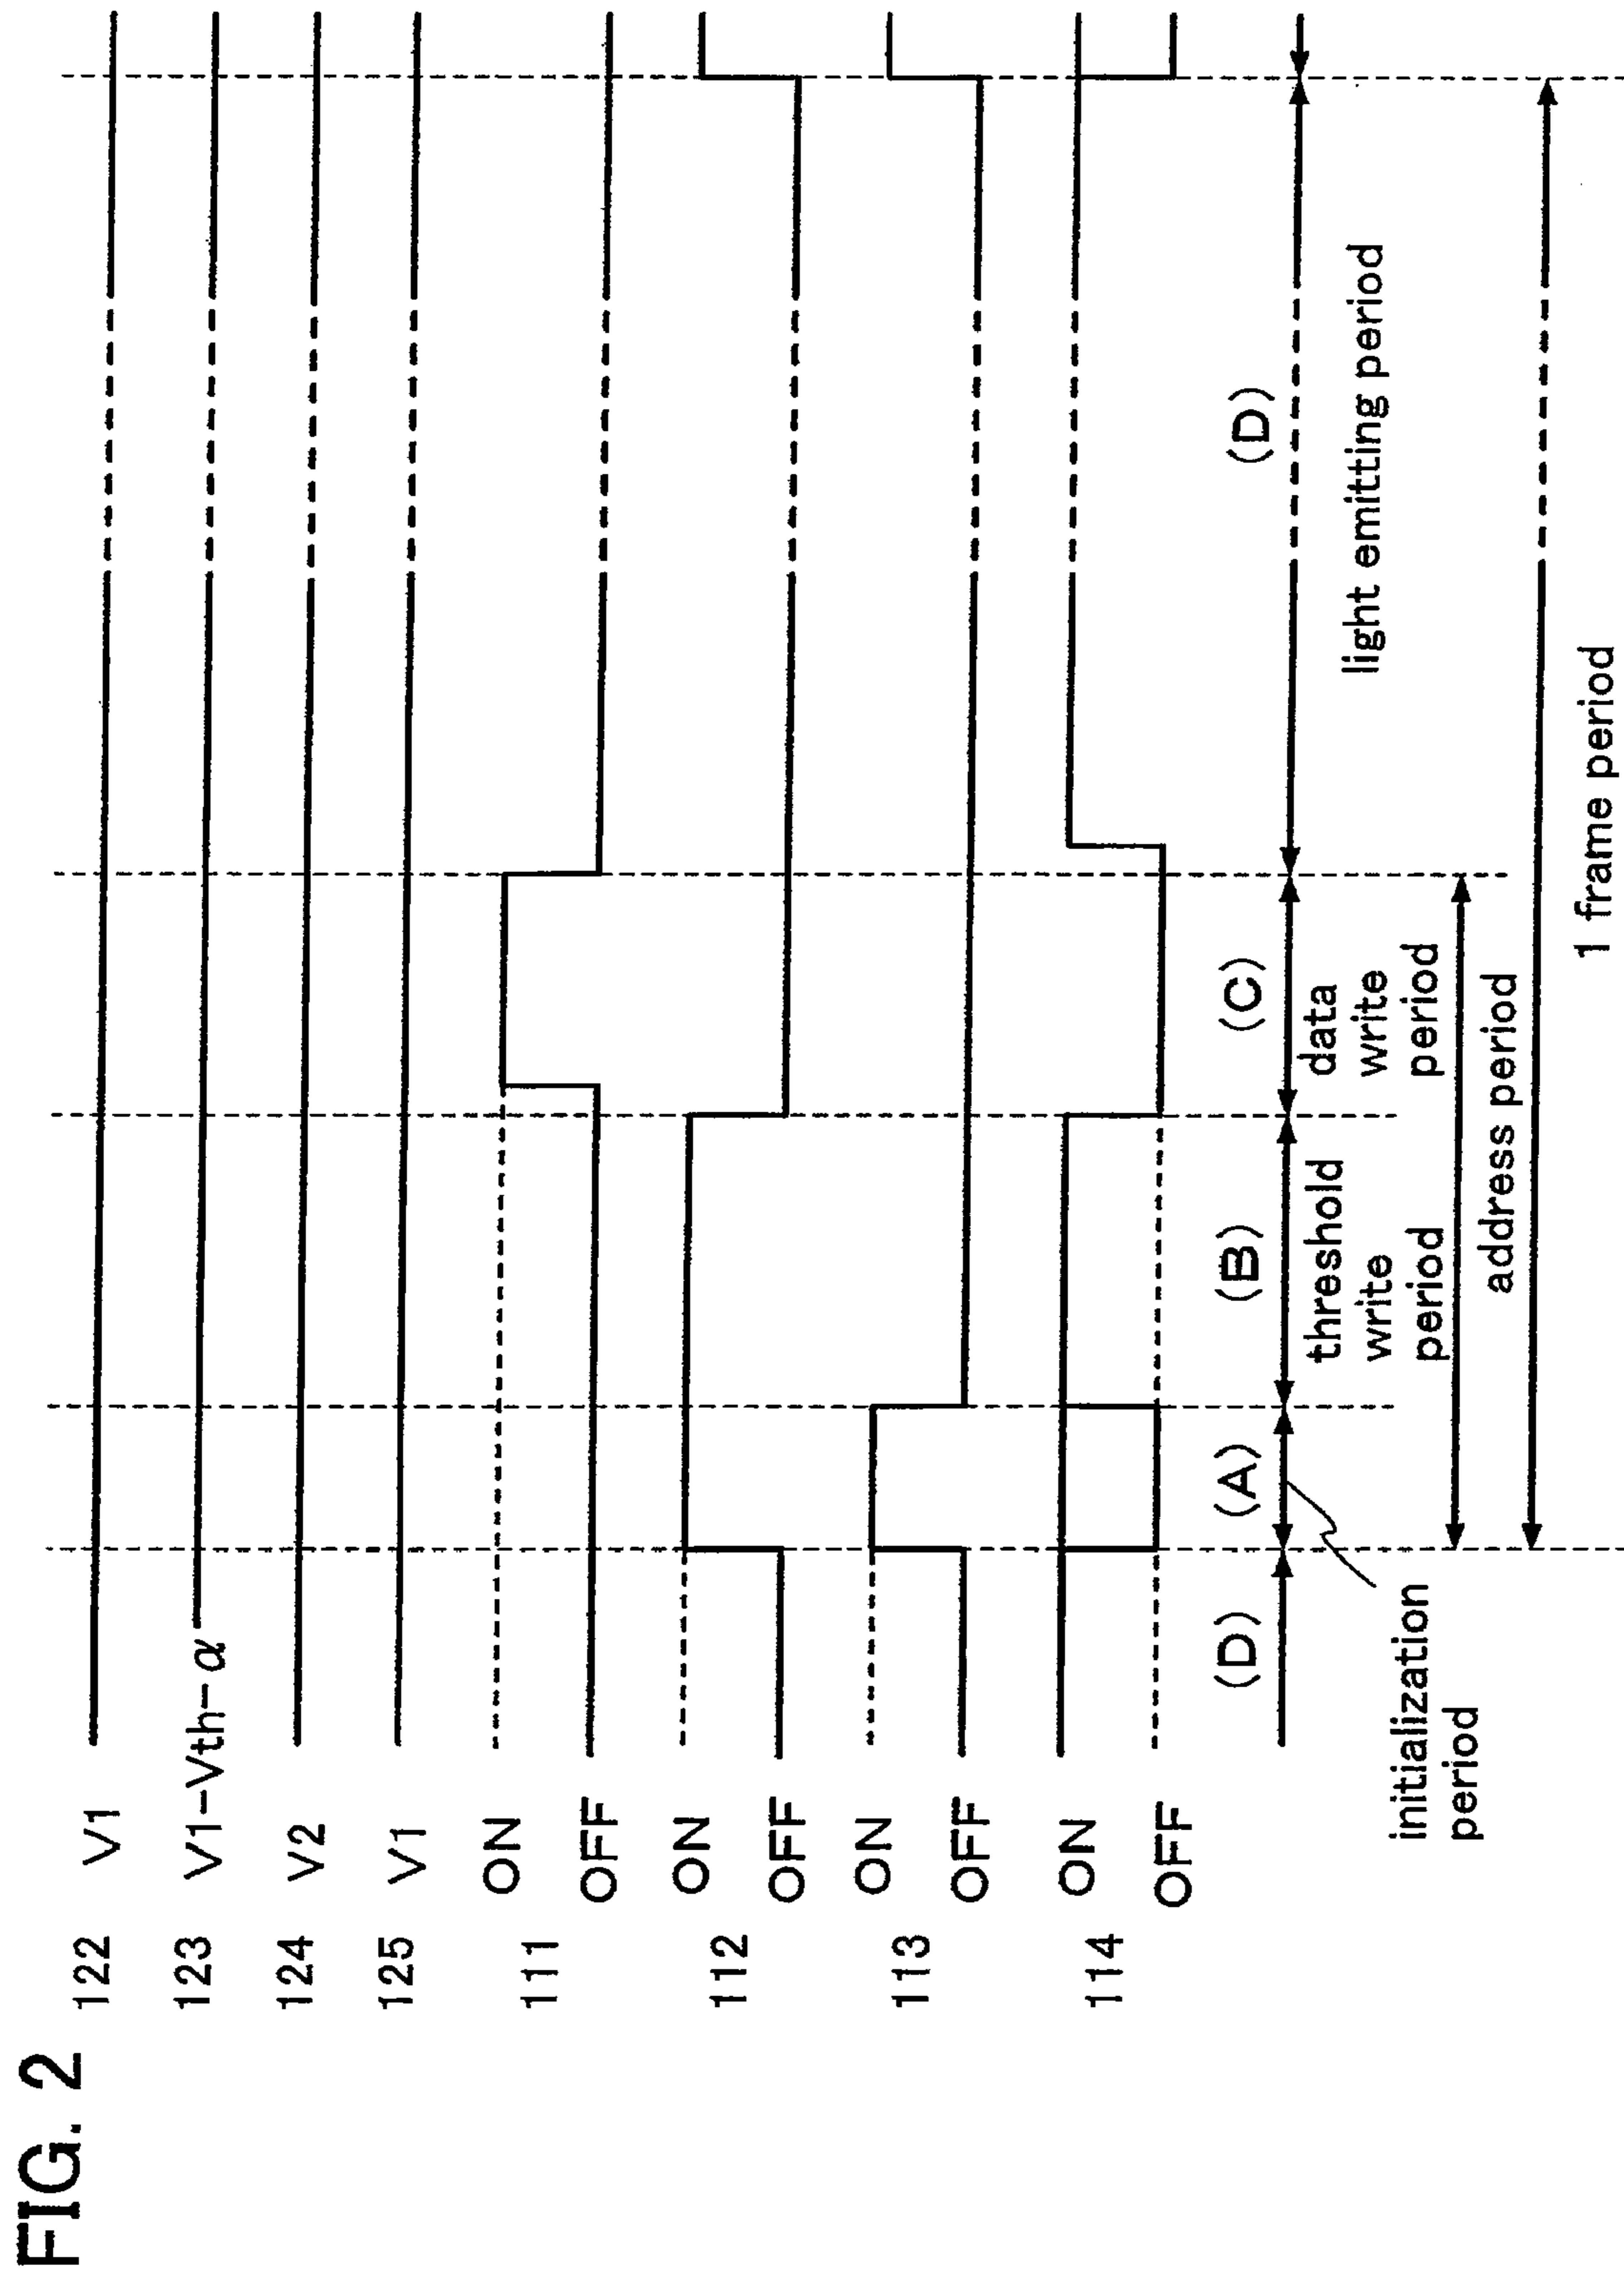 FIG. 2
122 V1
123 V1-Vth-α
124 V2
125 V1
111 ON
OFF
112 ON
OFF
113 ON
OFF
114 ON
OFF
(D) (A) (B) (C) (D)
initialization
period
threshold
write
period
data
write
period
light emitting period
address period
1 frame period